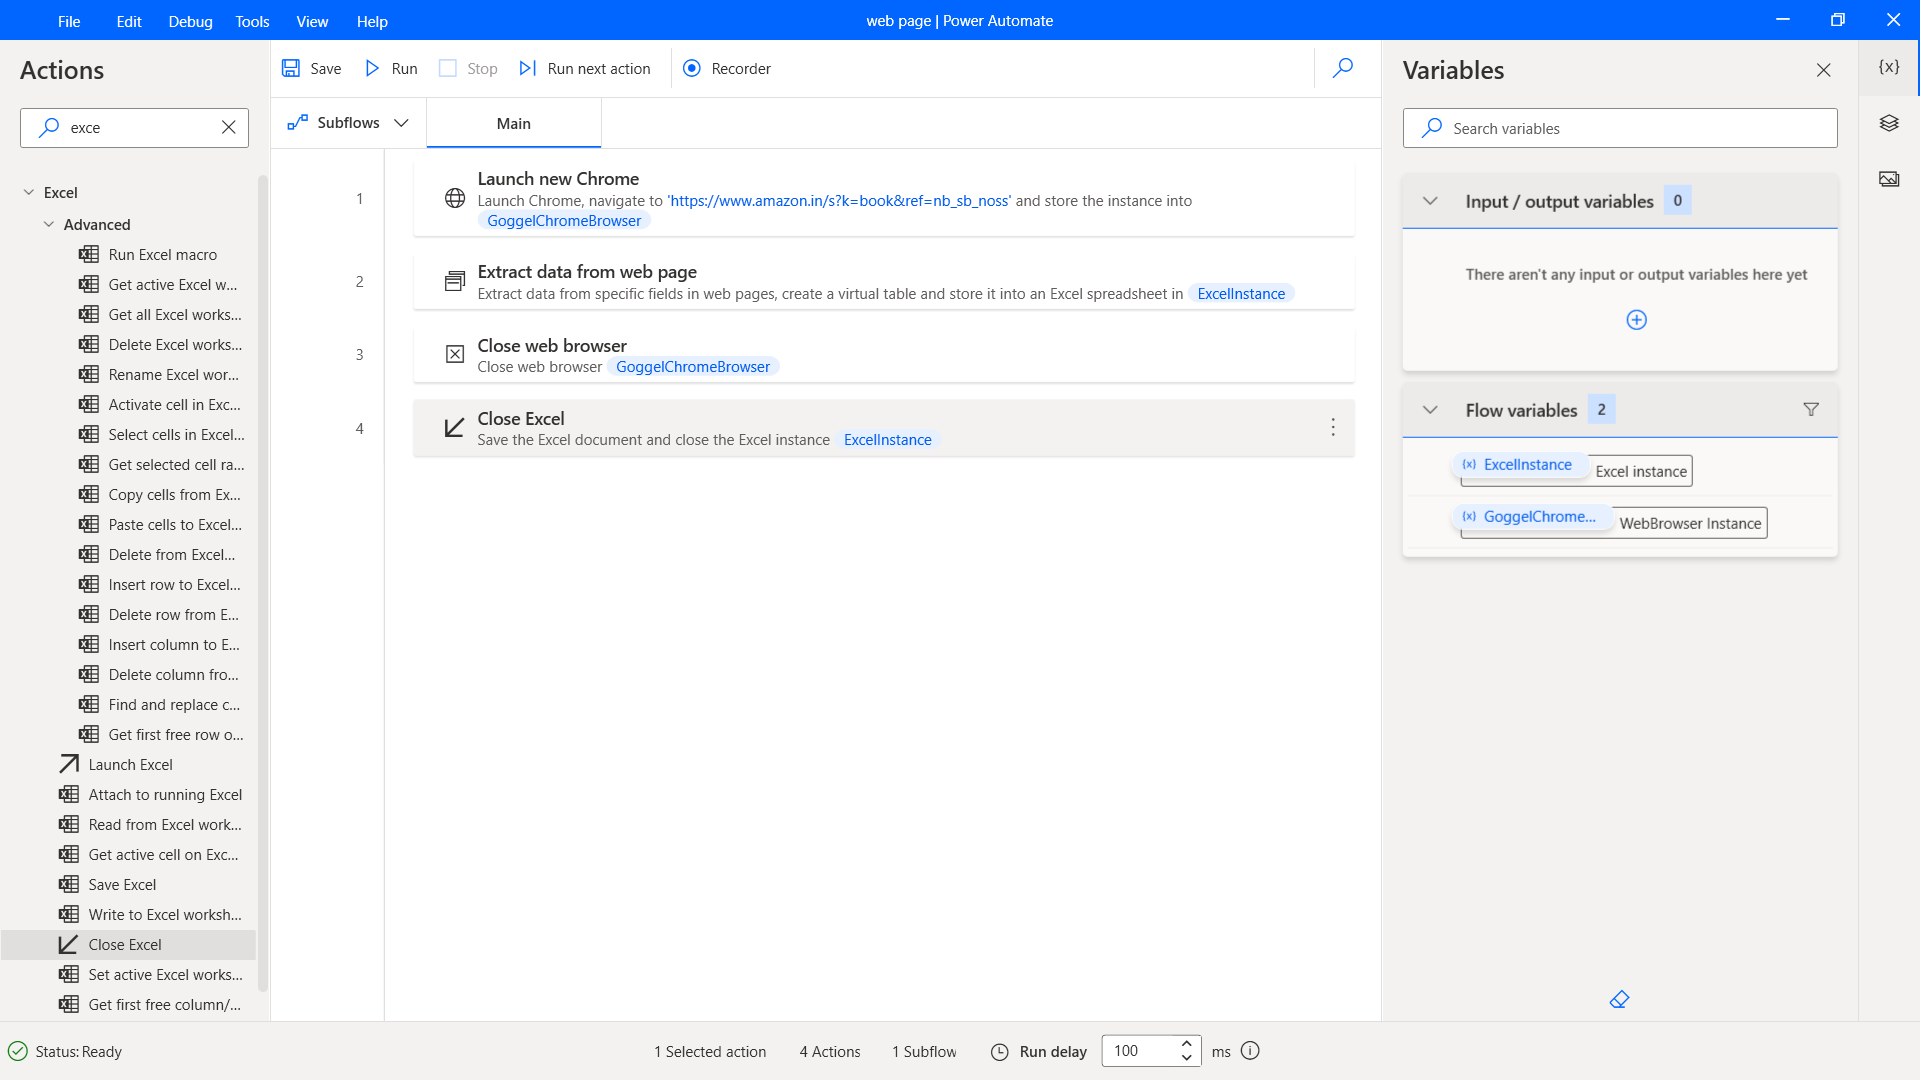 File Edit Debug Tools View Help
web page | Power Automate
Actions
exce
Excel
Advanced
Run Excel macro
Get active Excel w...
Get all Excel works...
Delete Excel works...
Rename Excel wor...
Activate cell in Exc...
Select cells in Excel...
Get selected cell ra...
Copy cells from Ex...
Paste cells to Excel...
Delete from Excel...
Insert row to Excel...
Delete row from E...
Insert column to E...
Delete column fro...
Find and replace c...
Get first free row o...
Launch Excel
Attach to running Excel
Read from Excel work...
Get active cell on Exc...
Save Excel
Write to Excel worksh...
Close Excel
Set active Excel works...
Get first free column/...
Save Run Stop Run next action Recorder
Subflows Main
1
Launch new Chrome
Launch Chrome, navigate to 'https://www.amazon.in/s?k=book&ref=nb_sb_noss' and store the instance into
GoggelChromeBrowser
2
Extract data from web page
Extract data from specific fields in web pages, create a virtual table and store it into an Excel spreadsheet in ExcelInstance
3
Close web browser
Close web browser GoggelChromeBrowser
4
Close Excel
Save the Excel document and close the Excel instance ExcelInstance
Variables
{x}
Search variables
Input / output variables 0
There aren't any input or output variables here yet
Flow variables 2
{x} ExcelInstance Excel instance
{x} GoggelChrome... WebBrowser Instance
Status: Ready
1 Selected action 4 Actions 1 Subflow Run delay 100 ms